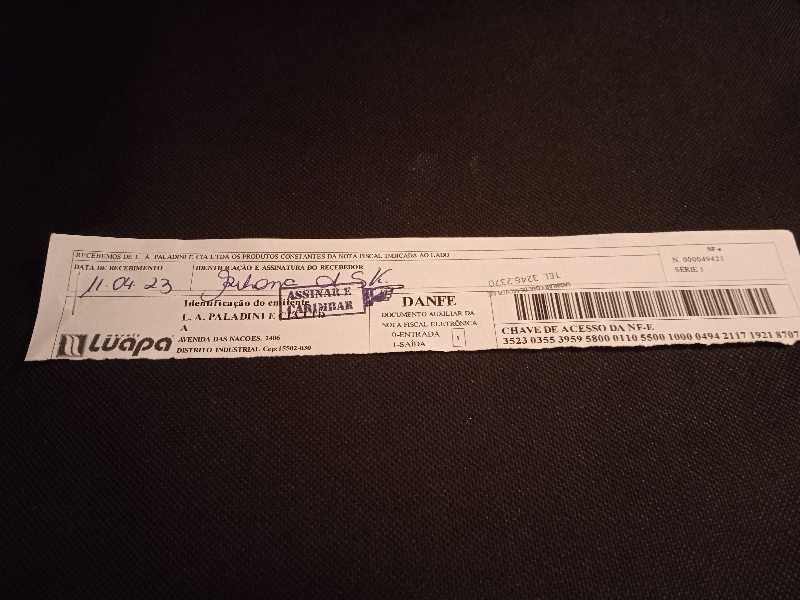 RECEBEMOS DE L. A. PALADINI E CIA LTDA OS PRODUTOS CONSTANTES DA NOTA FISCAL INDICADA AO LADO
NF-e
N. 000049421
SÉRIE 1
DATA DE RECEBIMENTO
IDENTIFICAÇÃO E ASSINATURA DO RECEBEDOR
11.04.23
TEL 3246.2370
ASSINAR E
CARIMBAR
Identificação do emitente
L. A. PALADINI E
A
AVENIDA DAS NACOES, 2406
DISTRITO INDUSTRIAL Cep:15502-030
LUAPA
DANFE
DOCUMENTO AUXILIAR DA
NOTA FISCAL ELETRÔNICA
0-ENTRADA
1-SAÍDA
1
CHAVE DE ACESSO DA NF-E
3523 0355 3959 5800 0110 5500 1000 0494 2117 1921 8707